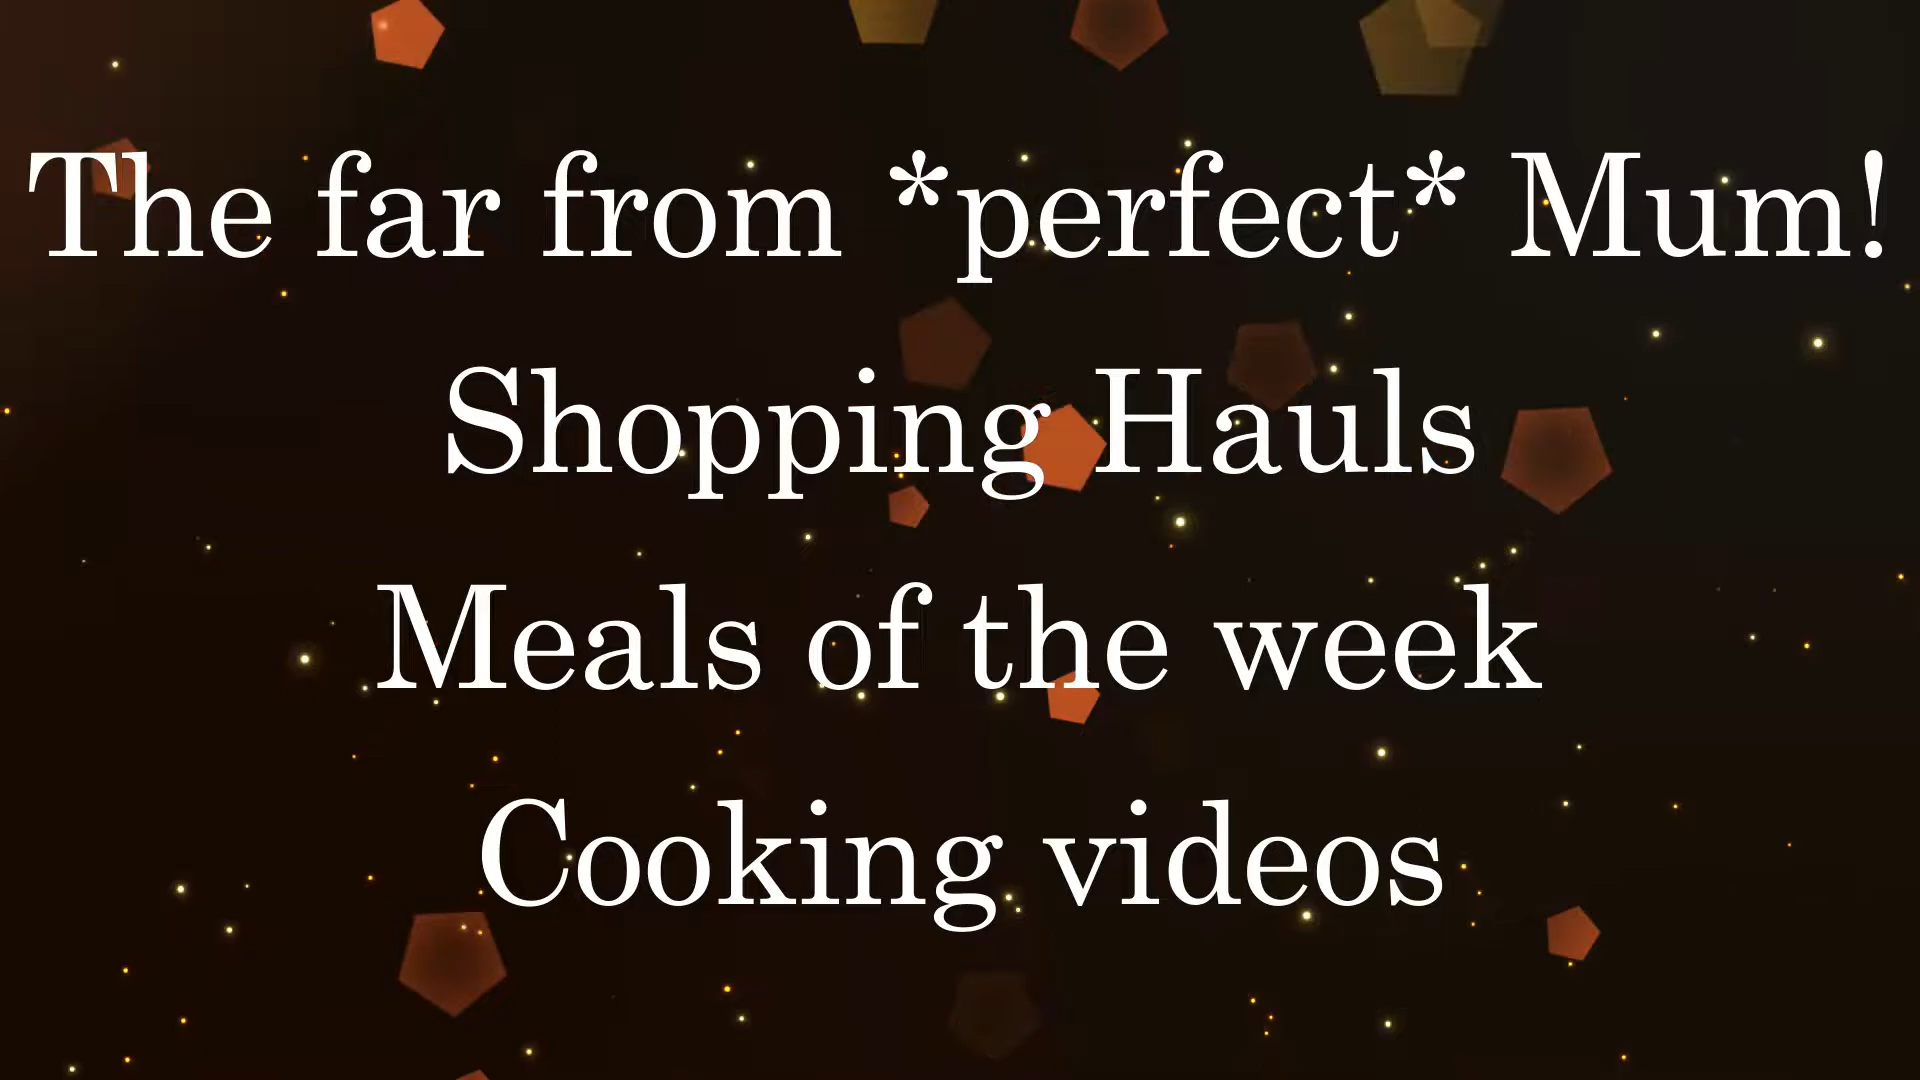 The far from *perfect* Mum!
Shopping Hauls
Meals of the week
Cooking videos